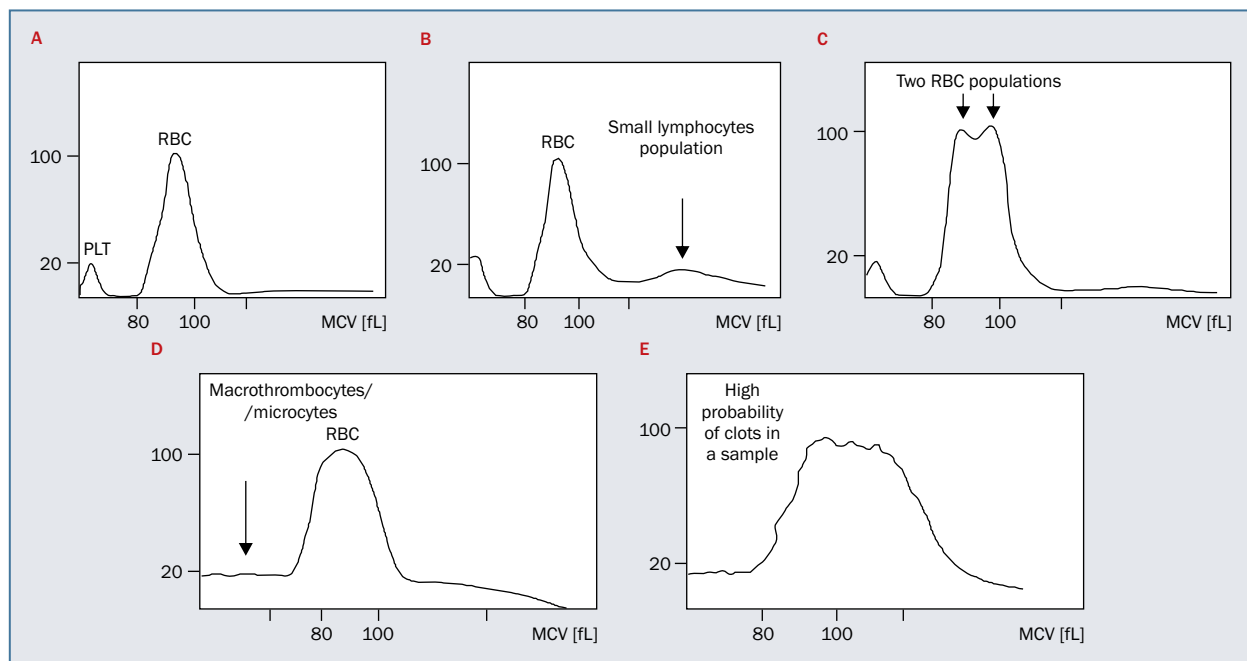 A
RBC
100
PLT
20
80 100 MCV [fL]
B
Small lymphocytes
population
RBC
100
20
80 100 MCV [fL]
C
Two RBC populations
100
20
80 100 MCV [fL]
D
Macrothrombocytes/
/microcytes
RBC
100
20
80 100 MCV [fL]
E
High
probability
of clots in
a sample
100
20
80 100 MCV [fL]